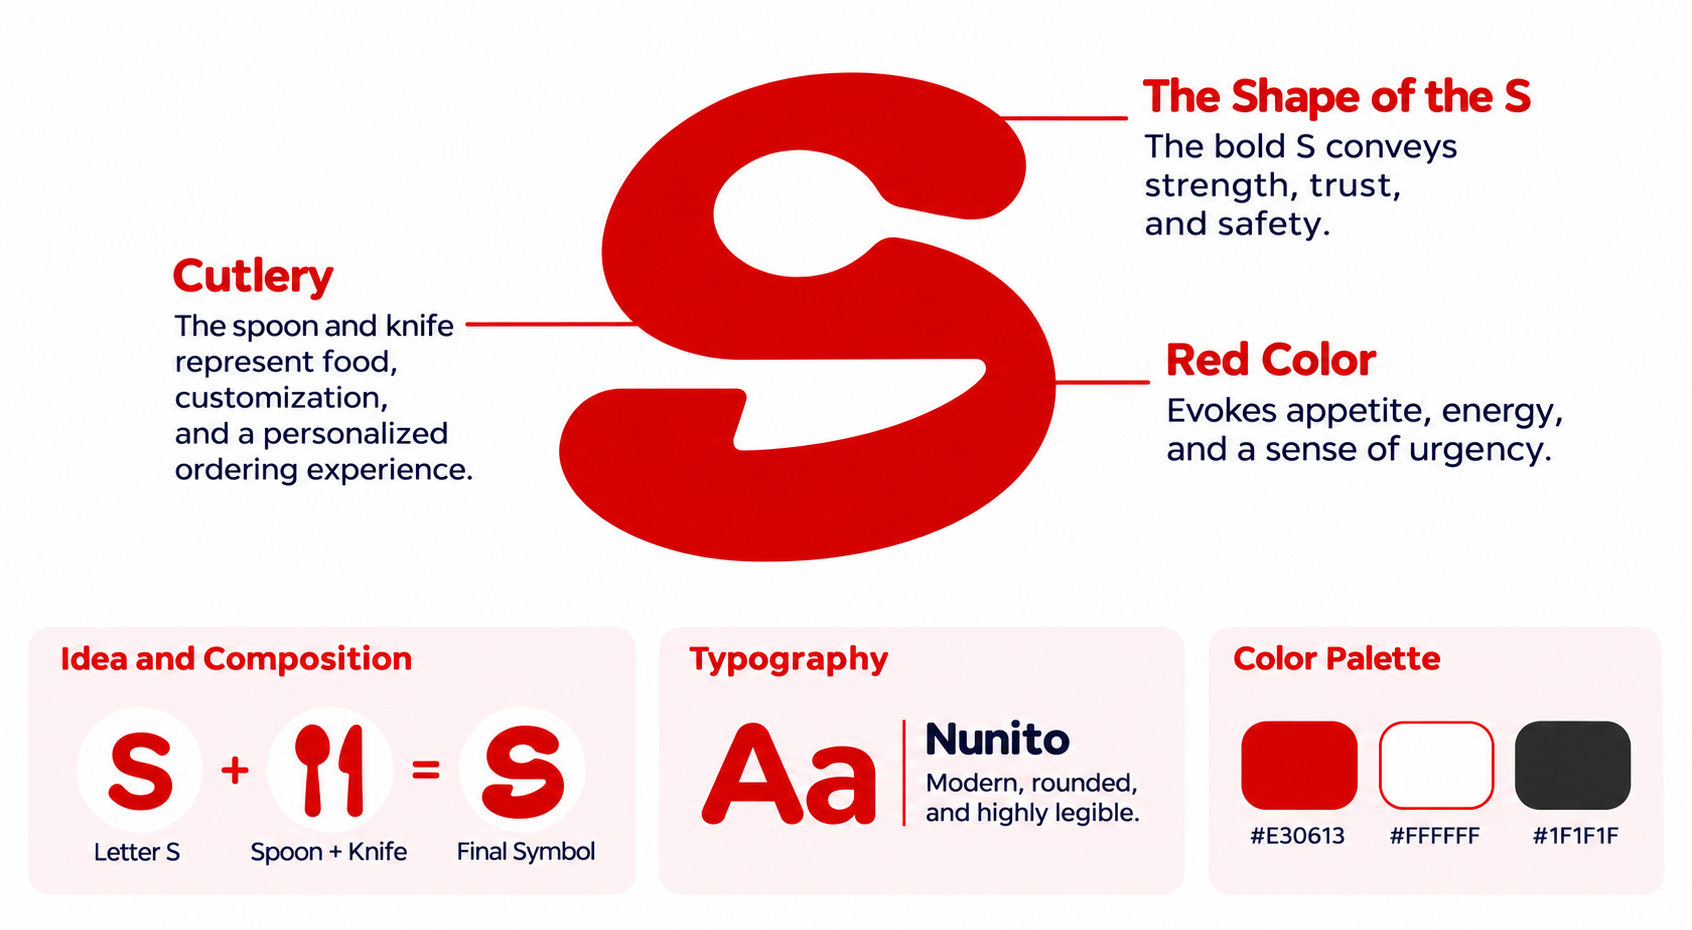 The Shape of the S
The bold S conveys
strength, trust,
and safety.
Cutlery
The spoon and knife
represent food,
customization,
and a personalized
ordering experience.
Red Color
Evokes appetite, energy,
and a sense of urgency.
Idea and Composition
S
+
=
S
Letter S
Spoon + Knife
Final Symbol
Typography
Aa
Nunito
Modern, rounded,
and highly legible.
Color Palette
#E30613
#FFFFFF
#1F1F1F